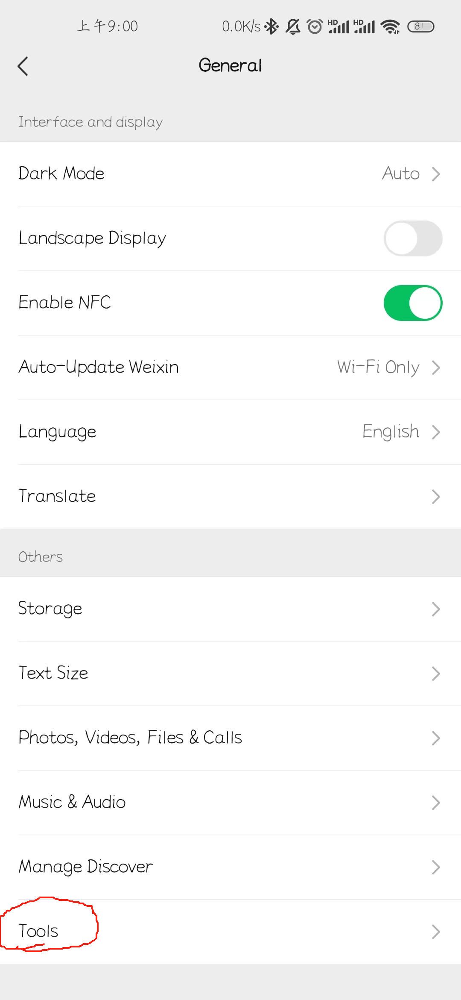 上午9:00 0.0K/s HD HD 81
General
Interface and display
Dark Mode Auto
Landscape Display
Enable NFC
Auto-Update Weixin Wi-Fi Only
Language English
Translate
Others
Storage
Text Size
Photos, Videos, Files & Calls
Music & Audio
Manage Discover
Tools